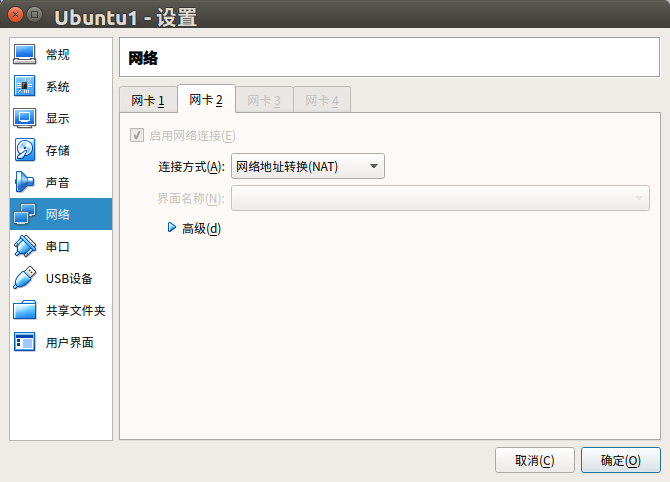 Ubuntu1 - 设置
常规
系统
显示
存储
声音
网络
串口
USB设备
共享文件夹
用户界面
网络
网卡 1
网卡 2
网卡 3
网卡 4
启用网络连接(E)
连接方式(A): 网络地址转换(NAT)
界面名称(N):
高级(d)
取消(C)
确定(O)